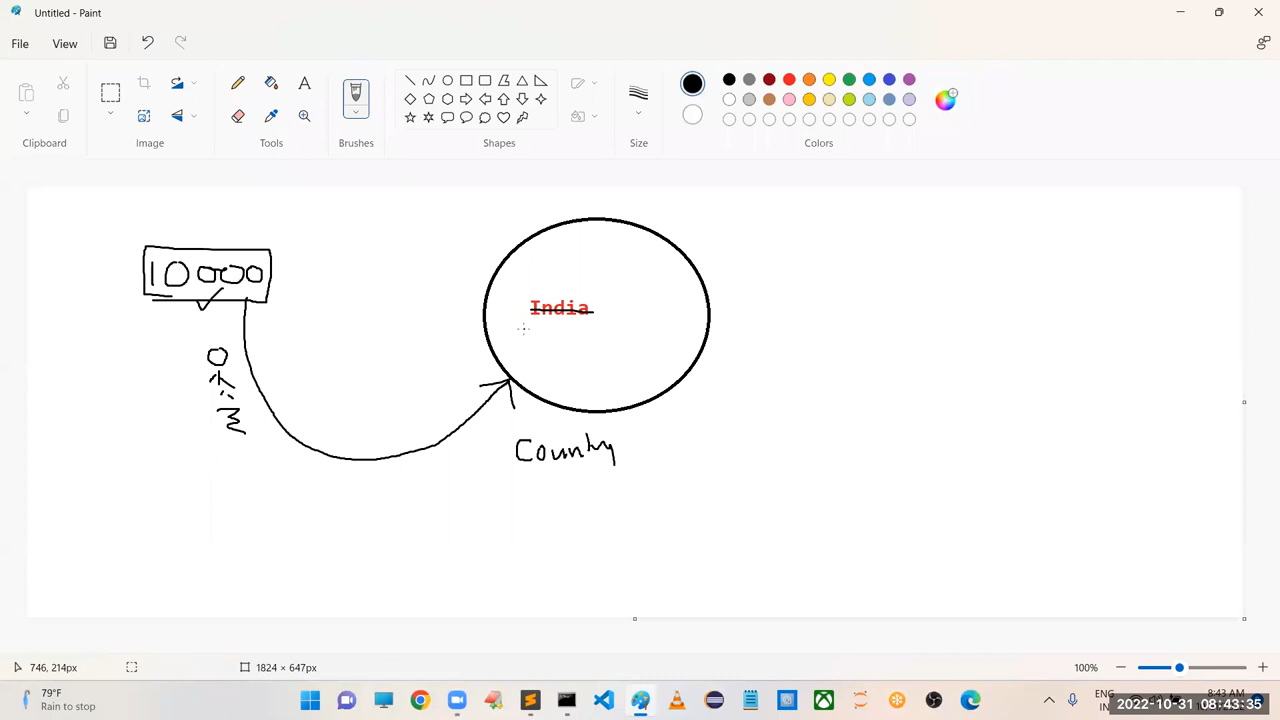 Untitled - Paint
File
View
Clipboard
Image
Tools
Brushes
Shapes
Size
Colors
10000
India
Country
746, 214px
1824 × 647px
100%
79°F
Rain to stop
ENG
8:43 AM
2022-10-31 08:43:35